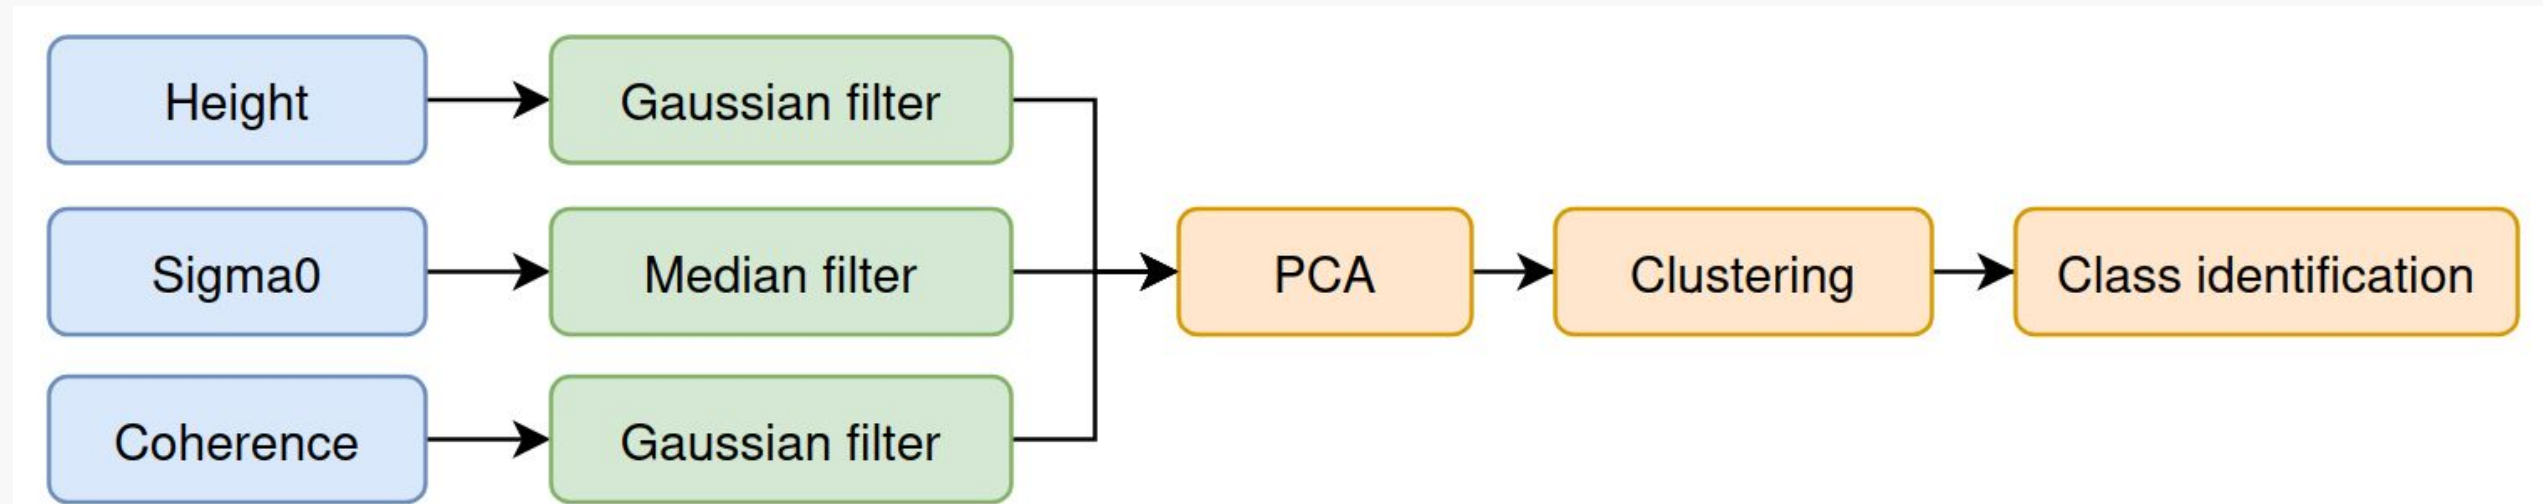 Height
Gaussian filter
Sigma0
Median filter
PCA
Clustering
Class identification
Coherence
Gaussian filter